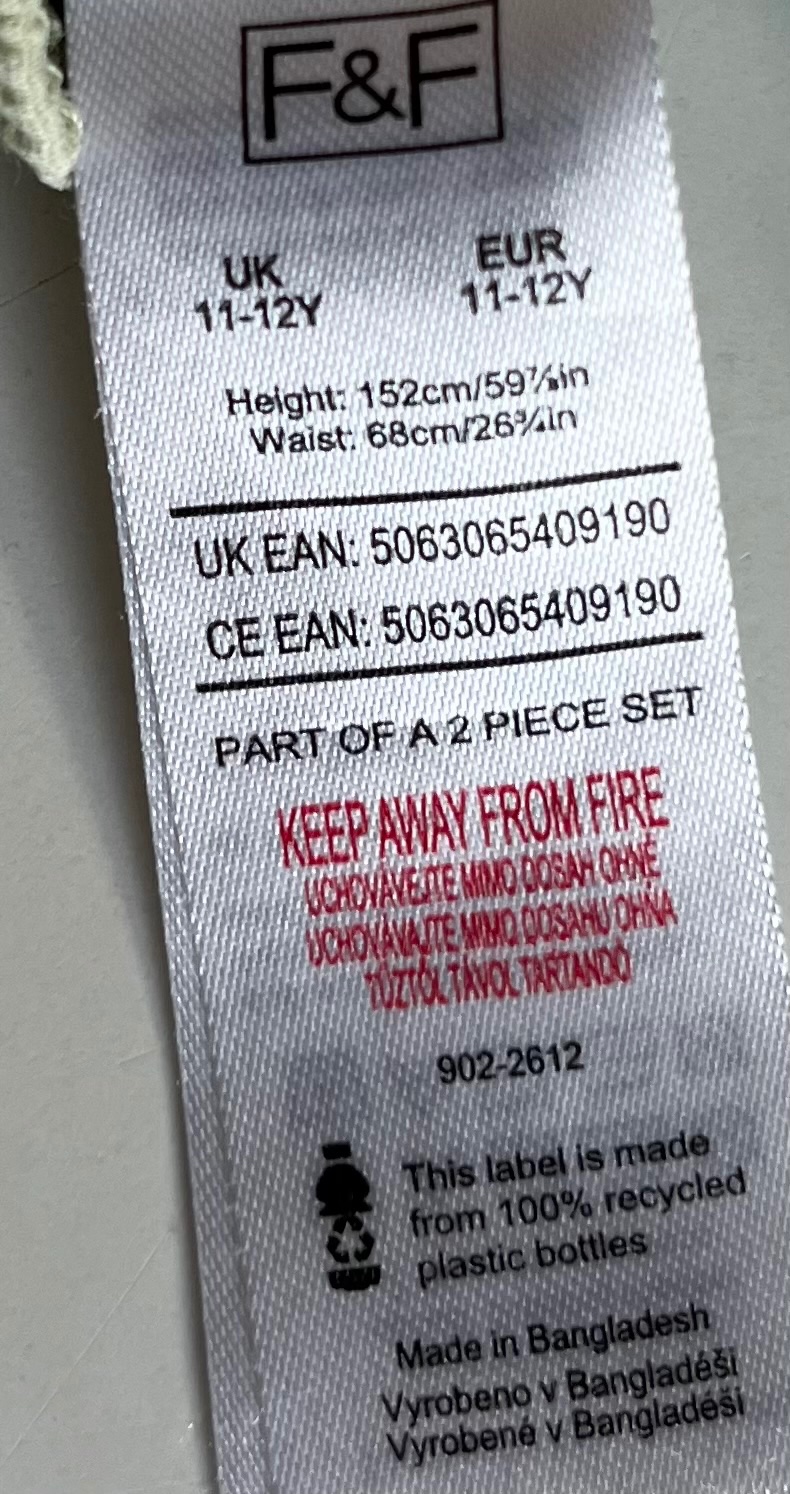 F&F
UK EUR
11-12Y 11-12Y
Height: 152cm/59⅞in
Waist: 68cm/26¾in
UK EAN: 5063065409190
CE EAN: 5063065409190
PART OF A 2 PIECE SET
KEEP AWAY FROM FIRE
UCHOVÁVEJTE MIMO DOSAH OHNĚ
UCHOVÁVAJTE MIMO DOSAHU OHŇA
TŰZTŐL TÁVOL TARTANDÓ
902-2612
This label is made
from 100% recycled
plastic bottles
Made in Bangladesh
Vyrobeno v Bangladéši
Vyrobené v Bangladéši